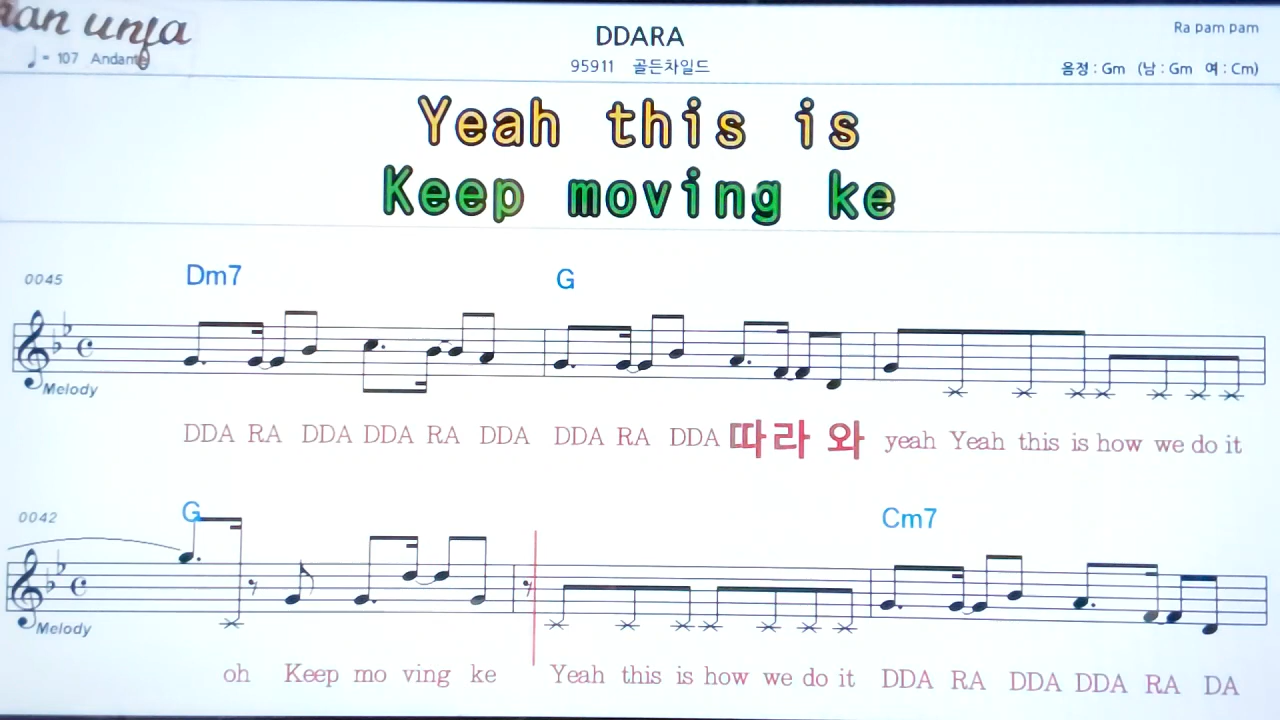 an unja
♩ = 107 Andante
DDARA
95911 골든차일드
Ra pam pam
음정 : Gm (남 : Gm 여 : Cm)
Yeah this is
Keep moving ke
0045
Dm7 G
Melody
DDA RA DDA DDA RA DDA DDA RA DDA 따라 와 yeah Yeah this is how we do it
0042
G Cm7
Melody
oh Keep mo ving ke Yeah this is how we do it DDA RA DDA DDA RA DA